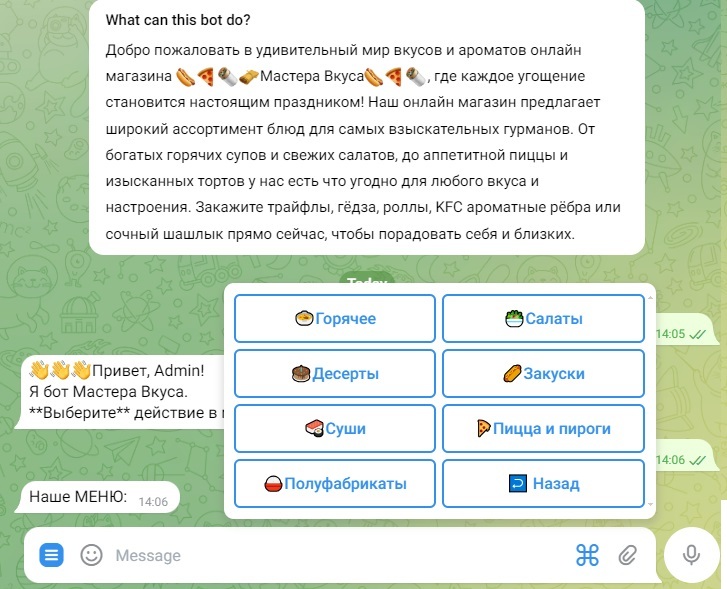 What can this bot do?
Добро пожаловать в удивительный мир вкусов и ароматов онлайн
магазина 🌭🍕🌯🫔Мастера Вкуса🌭🍕🌯, где каждое угощение
становится настоящим праздником! Наш онлайн магазин предлагает
широкий ассортимент блюд для самых взыскательных гурманов. От
богатых горячих супов и свежих салатов, до аппетитной пиццы и
изысканных тортов у нас есть что угодно для любого вкуса и
настроения. Закажите трайфлы, гёдза, роллы, KFC ароматные рёбра или
сочный шашлык прямо сейчас, чтобы порадовать себя и близких.
Today
14:05
👋👋👋Привет, Admin!
Я бот Мастера Вкуса.
**Выберите** действие в
14:06
Наше МЕНЮ: 14:06
🍲Горячее
🥗Салаты
Десерты
🥖Закуски
🍣Суши
🍕Пицца и пироги
Полуфабрикаты
Назад
Message